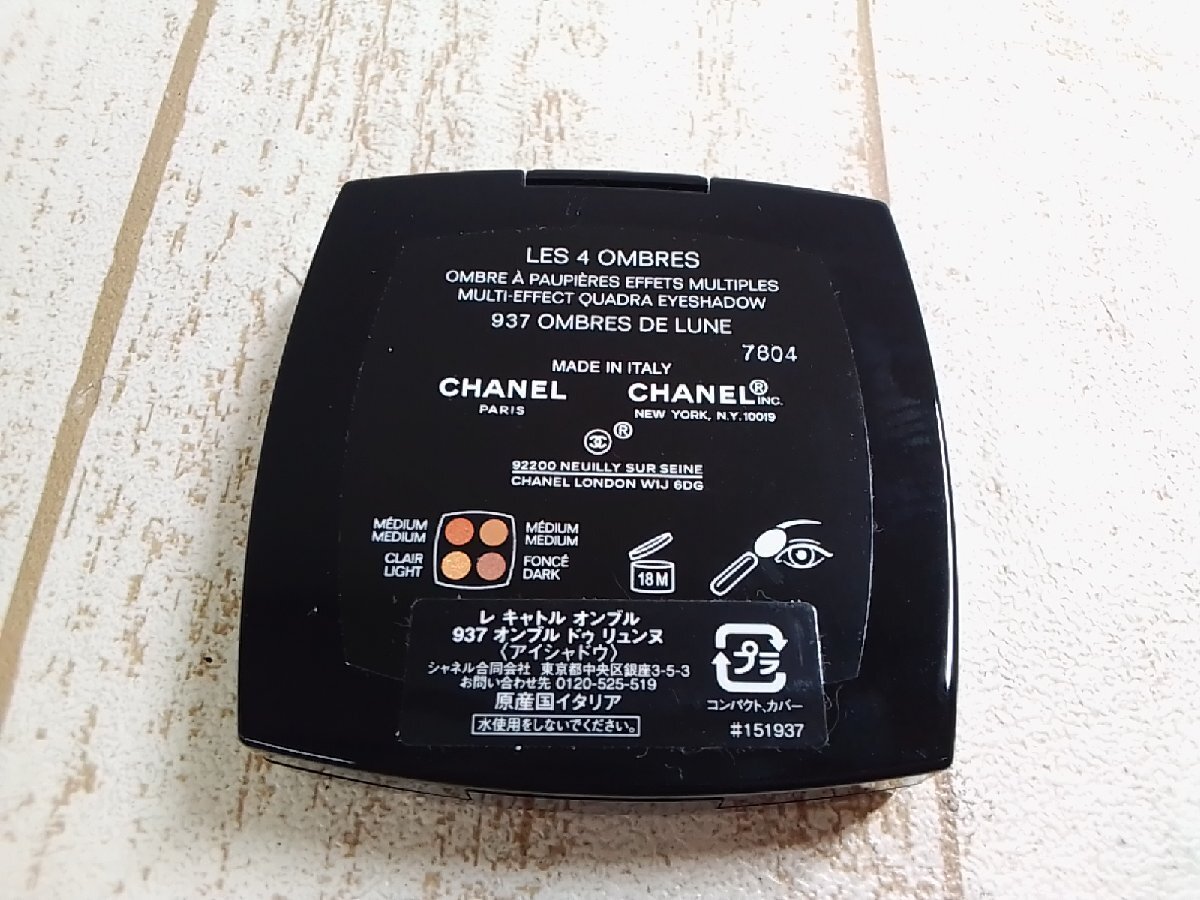 LES 4 OMBRES
OMBRE À PAUPIÈRES EFFETS MULTIPLES
MULTI-EFFECT QUADRA EYESHADOW
937 OMBRES DE LUNE
7804
MADE IN ITALY
CHANEL
PARIS
CHANEL® INC.
NEW YORK, N.Y. 10019
®
92200 NEUILLY SUR SEINE
CHANEL LONDON W1J 6DG
MÉDIUM
MEDIUM
CLAIR
LIGHT
MÉDIUM
MEDIUM
FONCÉ
DARK
18M
レ キャトル オンブル
937 オンブル ドゥ リュンヌ
〈アイシャドウ〉
シャネル合同会社 東京都中央区銀座3-5-3
お問い合わせ先 0120-525-519
原産国イタリア
水使用をしないでください。
プラ
コンパクト,カバー
#151937